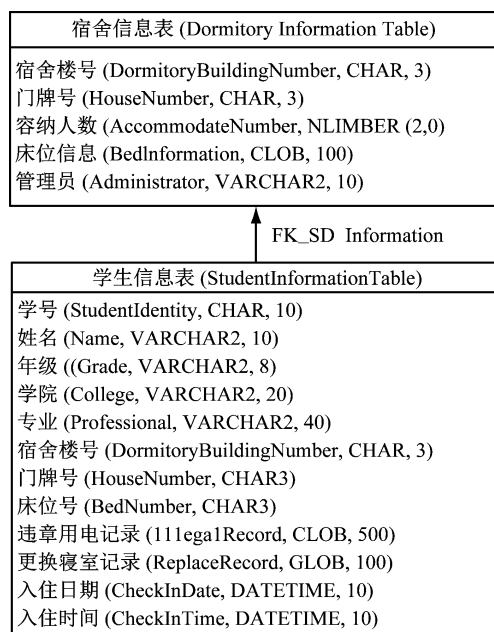 宿舍信息表 (Dormitory Information Table)
宿舍楼号 (DormitoryBuildingNumber, CHAR, 3)
门牌号 (HouseNumber, CHAR, 3)
容纳人数 (AccommodateNumber, NLIMBER (2,0)
床位信息 (Bedlnformation, CLOB, 100)
管理员 (Administrator, VARCHAR2, 10)
FK_SD Information
学生信息表 (StudentInformationTable)
学号 (StudentIdentity, CHAR, 10)
姓名 (Name, VARCHAR2, 10)
年级 ((Grade, VARCHAR2, 8)
学院 (College, VARCHAR2, 20)
专业 (Professional, VARCHAR2, 40)
宿舍楼号 (DormitoryBuildingNumber, CHAR, 3)
门牌号 (HouseNumber, CHAR3)
床位号 (BedNumber, CHAR3)
违章用电记录 (111ega1Record, CLOB, 500)
更换寝室记录 (ReplaceRecord, GLOB, 100)
入住日期 (CheckInDate, DATETIME, 10)
入住时间 (CheckInTime, DATETIME, 10)